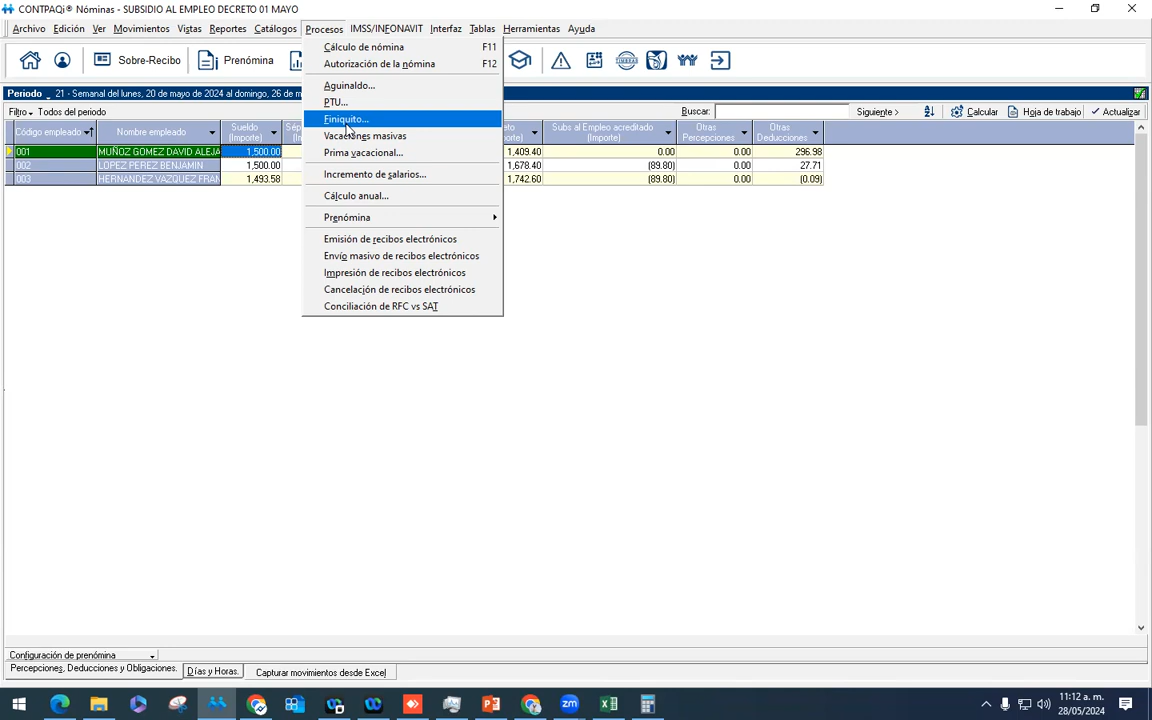 CONTPAQi® Nóminas - SUBSIDIO AL EMPLEO DECRETO 01 MAYO
Archivo Edición Ver Movimientos Vistas Reportes Catálogos Procesos IMSS/INFONAVIT Interfaz Tablas Herramientas Ayuda
Sobre-Recibo Prenómina
Periodo 21 - Semanal del lunes, 20 de mayo de 2024 al domingo, 26 de m
Filtro Todos del periodo Buscar: Siguiente > Calcular Hoja de trabajo Actualizar
Código empleado Nombre empleado Sueldo (Importe) Subs al Empleo acreditado (Importe) Otras Percepciones Otras Deducciones
001 MUÑOZ GOMEZ DAVID ALEJA 1,500.00 1,409.40 0.00 0.00 296.98
002 LOPEZ PEREZ BENJAMIN 1,500.00 1,678.40 (89.80) 0.00 27.71
003 HERNANDEZ VAZQUEZ FRAN 1,493.58 1,742.60 (89.80) 0.00 (0.09)
Cálculo de nómina F11
Autorización de la nómina F12
Aguinaldo...
PTU...
Finiquito...
Vacaciones masivas
Prima vacacional...
Incremento de salarios...
Cálculo anual...
Prenómina
Emisión de recibos electrónicos
Envío masivo de recibos electrónicos
Impresión de recibos electrónicos
Cancelación de recibos electrónicos
Conciliación de RFC vs SAT
Configuración de prenómina
Percepciones, Deducciones y Obligaciones. Días y Horas. Capturar movimientos desde Excel
11:12 a. m.
28/05/2024